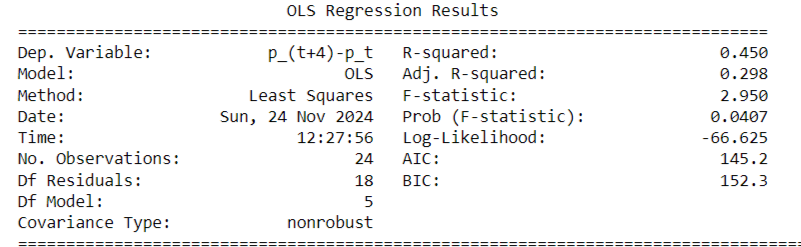 OLS Regression Results
==============================================================================
Dep. Variable: p_(t+4)-p_t R-squared: 0.450
Model: OLS Adj. R-squared: 0.298
Method: Least Squares F-statistic: 2.950
Date: Sun, 24 Nov 2024 Prob (F-statistic): 0.0407
Time: 12:27:56 Log-Likelihood: -66.625
No. Observations: 24 AIC: 145.2
Df Residuals: 18 BIC: 152.3
Df Model: 5
Covariance Type: nonrobust
==============================================================================